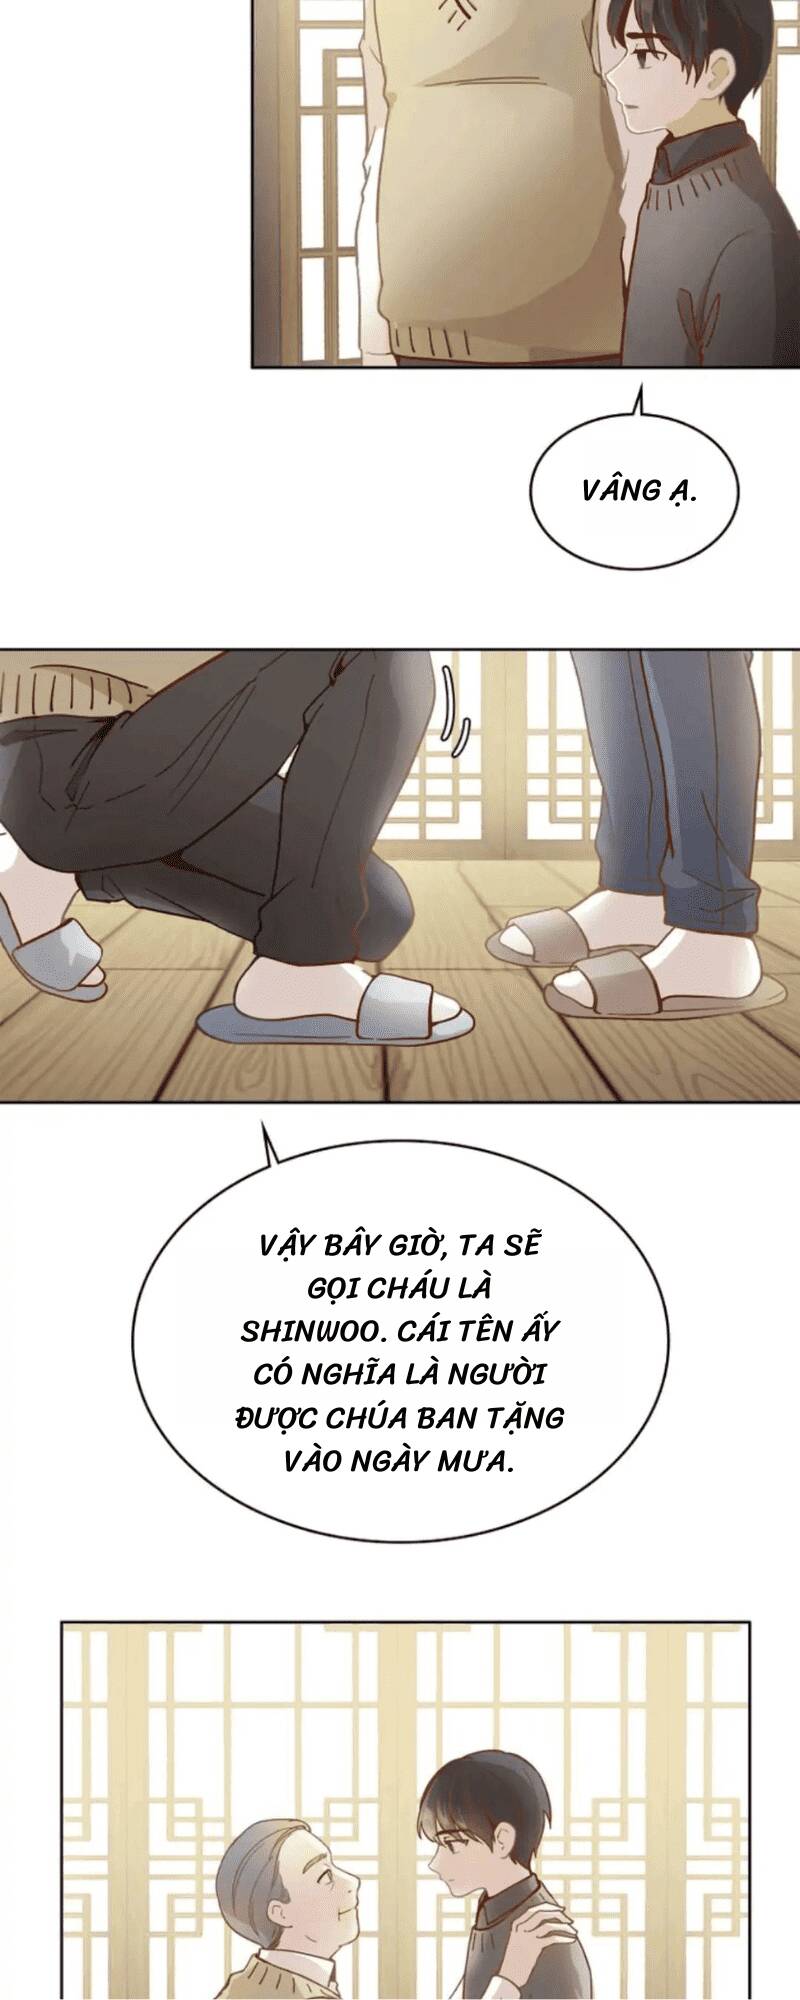 VÂNG Ạ.
VẬY BÂY GIỜ, TA SẼ
GỌI CHÁU LÀ
SHINWOO. CÁI TÊN ẤY
CÓ NGHĨA LÀ NGƯỜI
ĐƯỢC CHÚA BAN TẶNG
VÀO NGÀY MƯA.